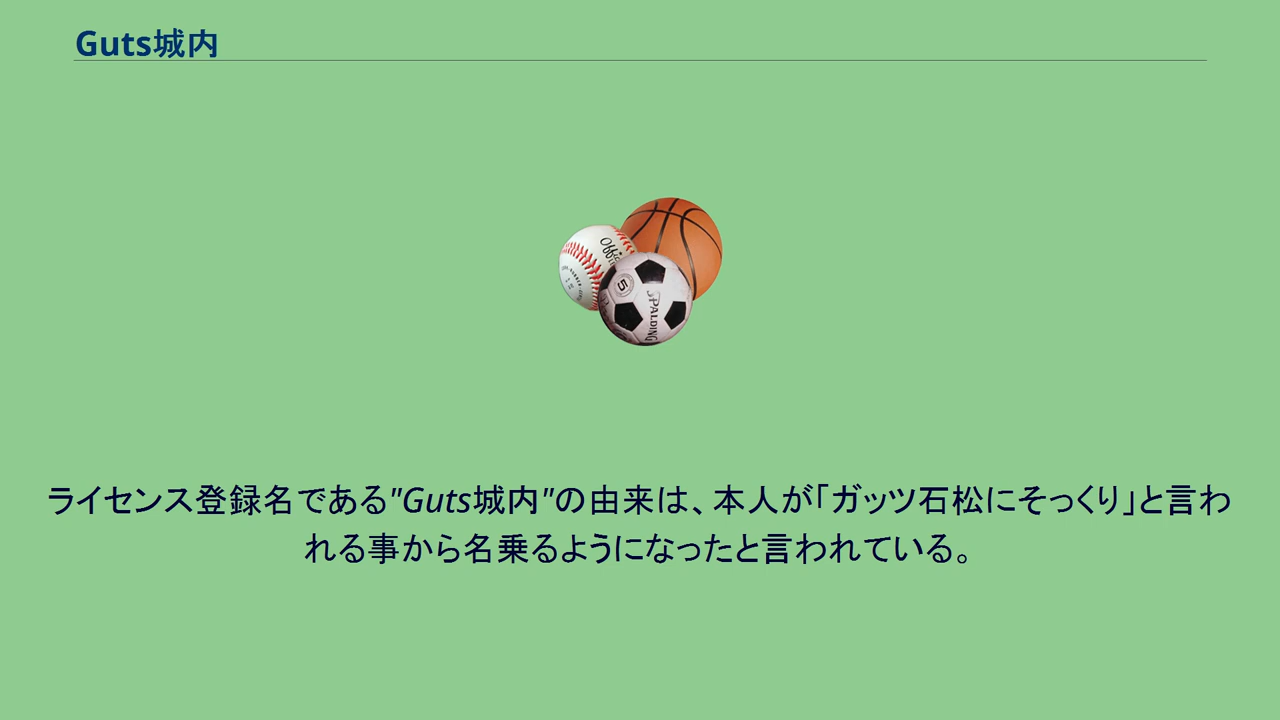 Guts城内
Offic
5
SPALDING
ライセンス登録名である"Guts城内"の由来は、本人が「ガッツ石松にそっくり」と言わ
れる事から名乗るようになったと言われている。